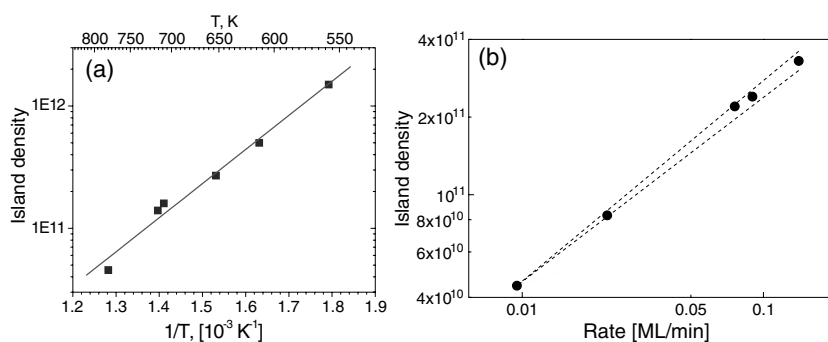 T, K
800 750 700 650 600 550
(a)
Island density
1E12
1E11
1.2 1.3 1.4 1.5 1.6 1.7 1.8 1.9
1/T, [10⁻³ K⁻¹]
(b)
Island density
4x10¹¹
2x10¹¹
10¹¹
8x10¹⁰
6x10¹⁰
4x10¹⁰
0.01 0.05 0.1
Rate [ML/min]